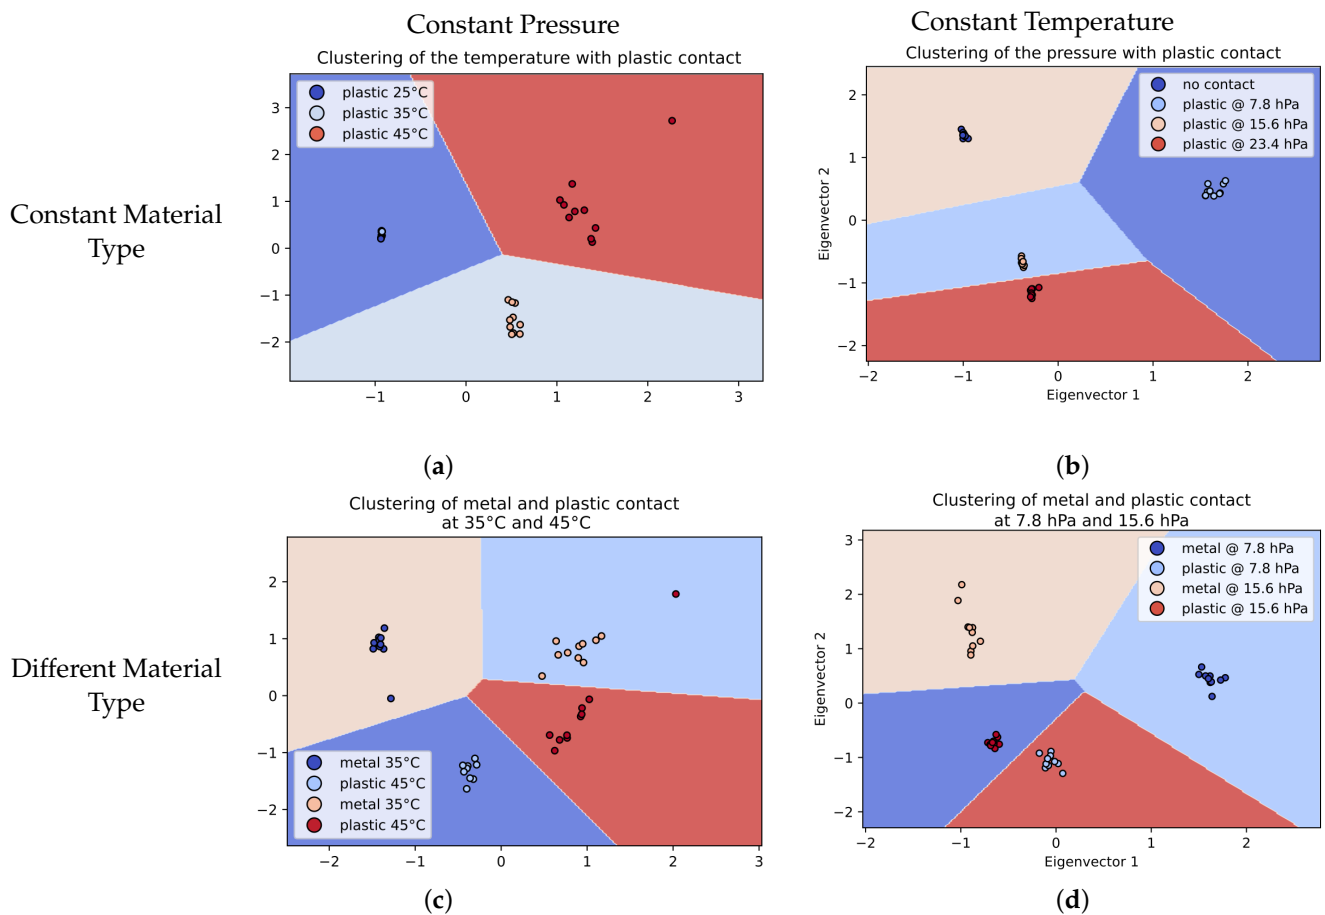 Constant Pressure
Constant Temperature
Constant Material
Type
Clustering of the temperature with plastic contact
plastic 25°C
plastic 35°C
plastic 45°C
3
2
1
0
−1
−2
−1
0
1
2
3
(a)
Clustering of the pressure with plastic contact
no contact
plastic @ 7.8 hPa
plastic @ 15.6 hPa
plastic @ 23.4 hPa
Eigenvector 2
2
1
0
−1
−2
−2
−1
0
1
2
Eigenvector 1
(b)
Different Material
Type
Clustering of metal and plastic contact
at 35°C and 45°C
2
1
0
−1
−2
metal 35°C
plastic 45°C
metal 35°C
plastic 45°C
−2
−1
0
1
2
3
(c)
Clustering of metal and plastic contact
at 7.8 hPa and 15.6 hPa
metal @ 7.8 hPa
plastic @ 7.8 hPa
metal @ 15.6 hPa
plastic @ 15.6 hPa
Eigenvector 2
3
2
1
0
−1
−2
−2
−1
0
1
2
Eigenvector 1
(d)